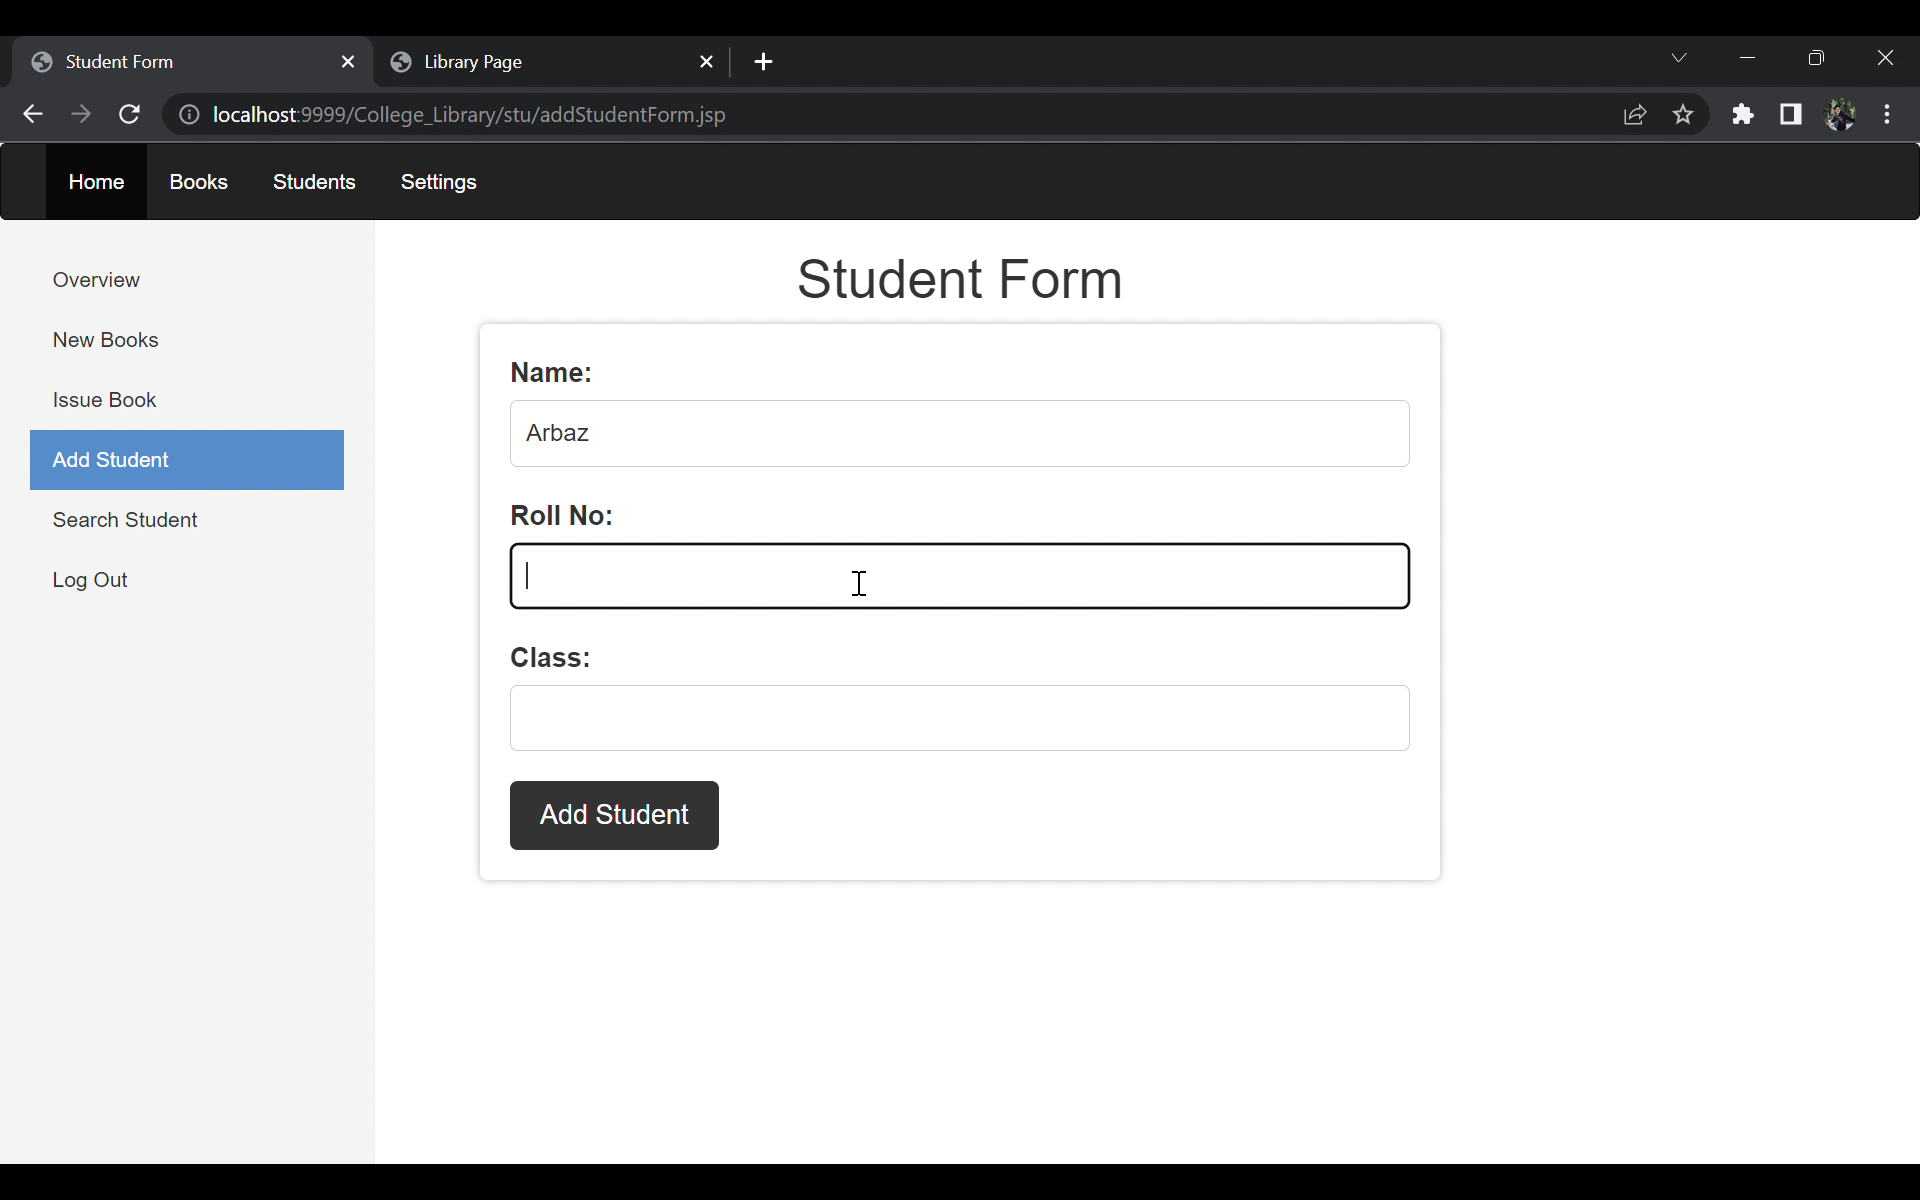 Student Form
Library Page
localhost:9999/College_Library/stu/addStudentForm.jsp
Home Books Students Settings
Overview
New Books
Issue Book
Add Student
Search Student
Log Out
Student Form
Name:
Arbaz
Roll No:
Class:
Add Student